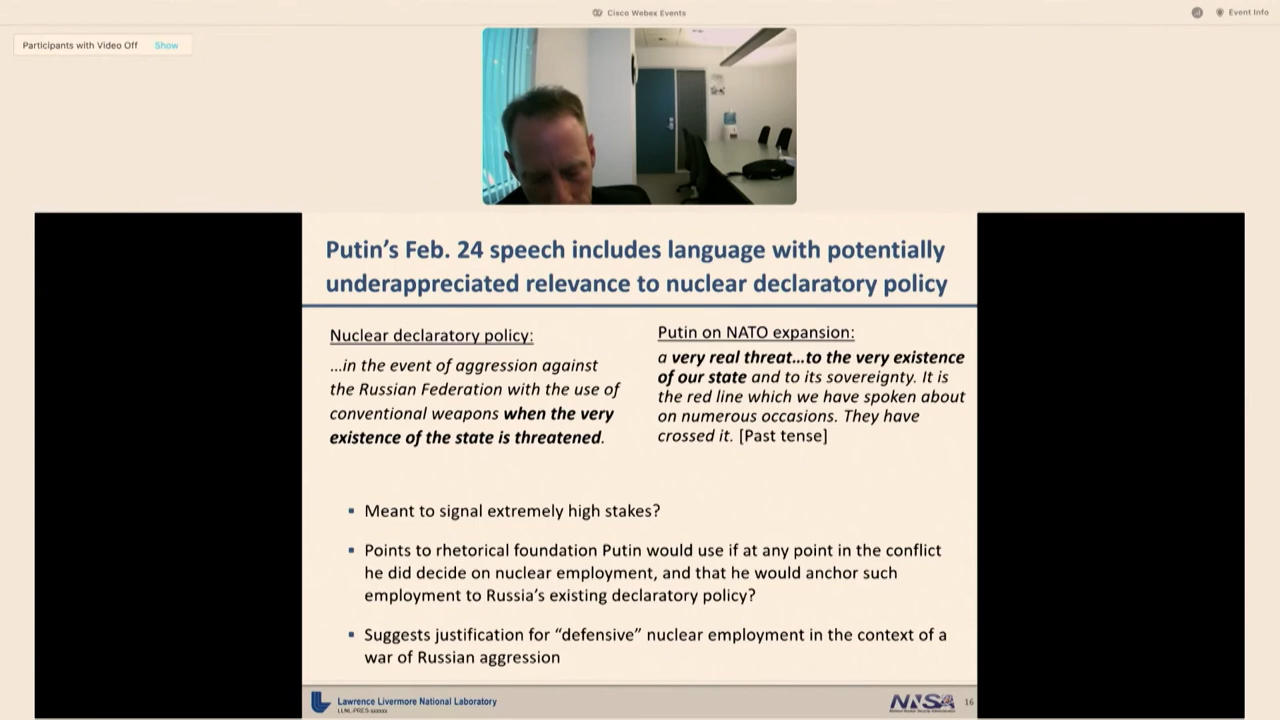 Cisco Webex Events
Event Info
Participants with Video Off Show
Putin's Feb. 24 speech includes language with potentially
underappreciated relevance to nuclear declaratory policy
Nuclear declaratory policy:
...in the event of aggression against
the Russian Federation with the use of
conventional weapons when the very
existence of the state is threatened.
Putin on NATO expansion:
a very real threat...to the very existence
of our state and to its sovereignty. It is
the red line which we have spoken about
on numerous occasions. They have
crossed it. [Past tense]
▪ Meant to signal extremely high stakes?
▪ Points to rhetorical foundation Putin would use if at any point in the conflict
he did decide on nuclear employment, and that he would anchor such
employment to Russia's existing declaratory policy?
▪ Suggests justification for “defensive” nuclear employment in the context of a
war of Russian aggression
Lawrence Livermore National Laboratory
LLNL-PRES-xxxxxx
NNSA
16